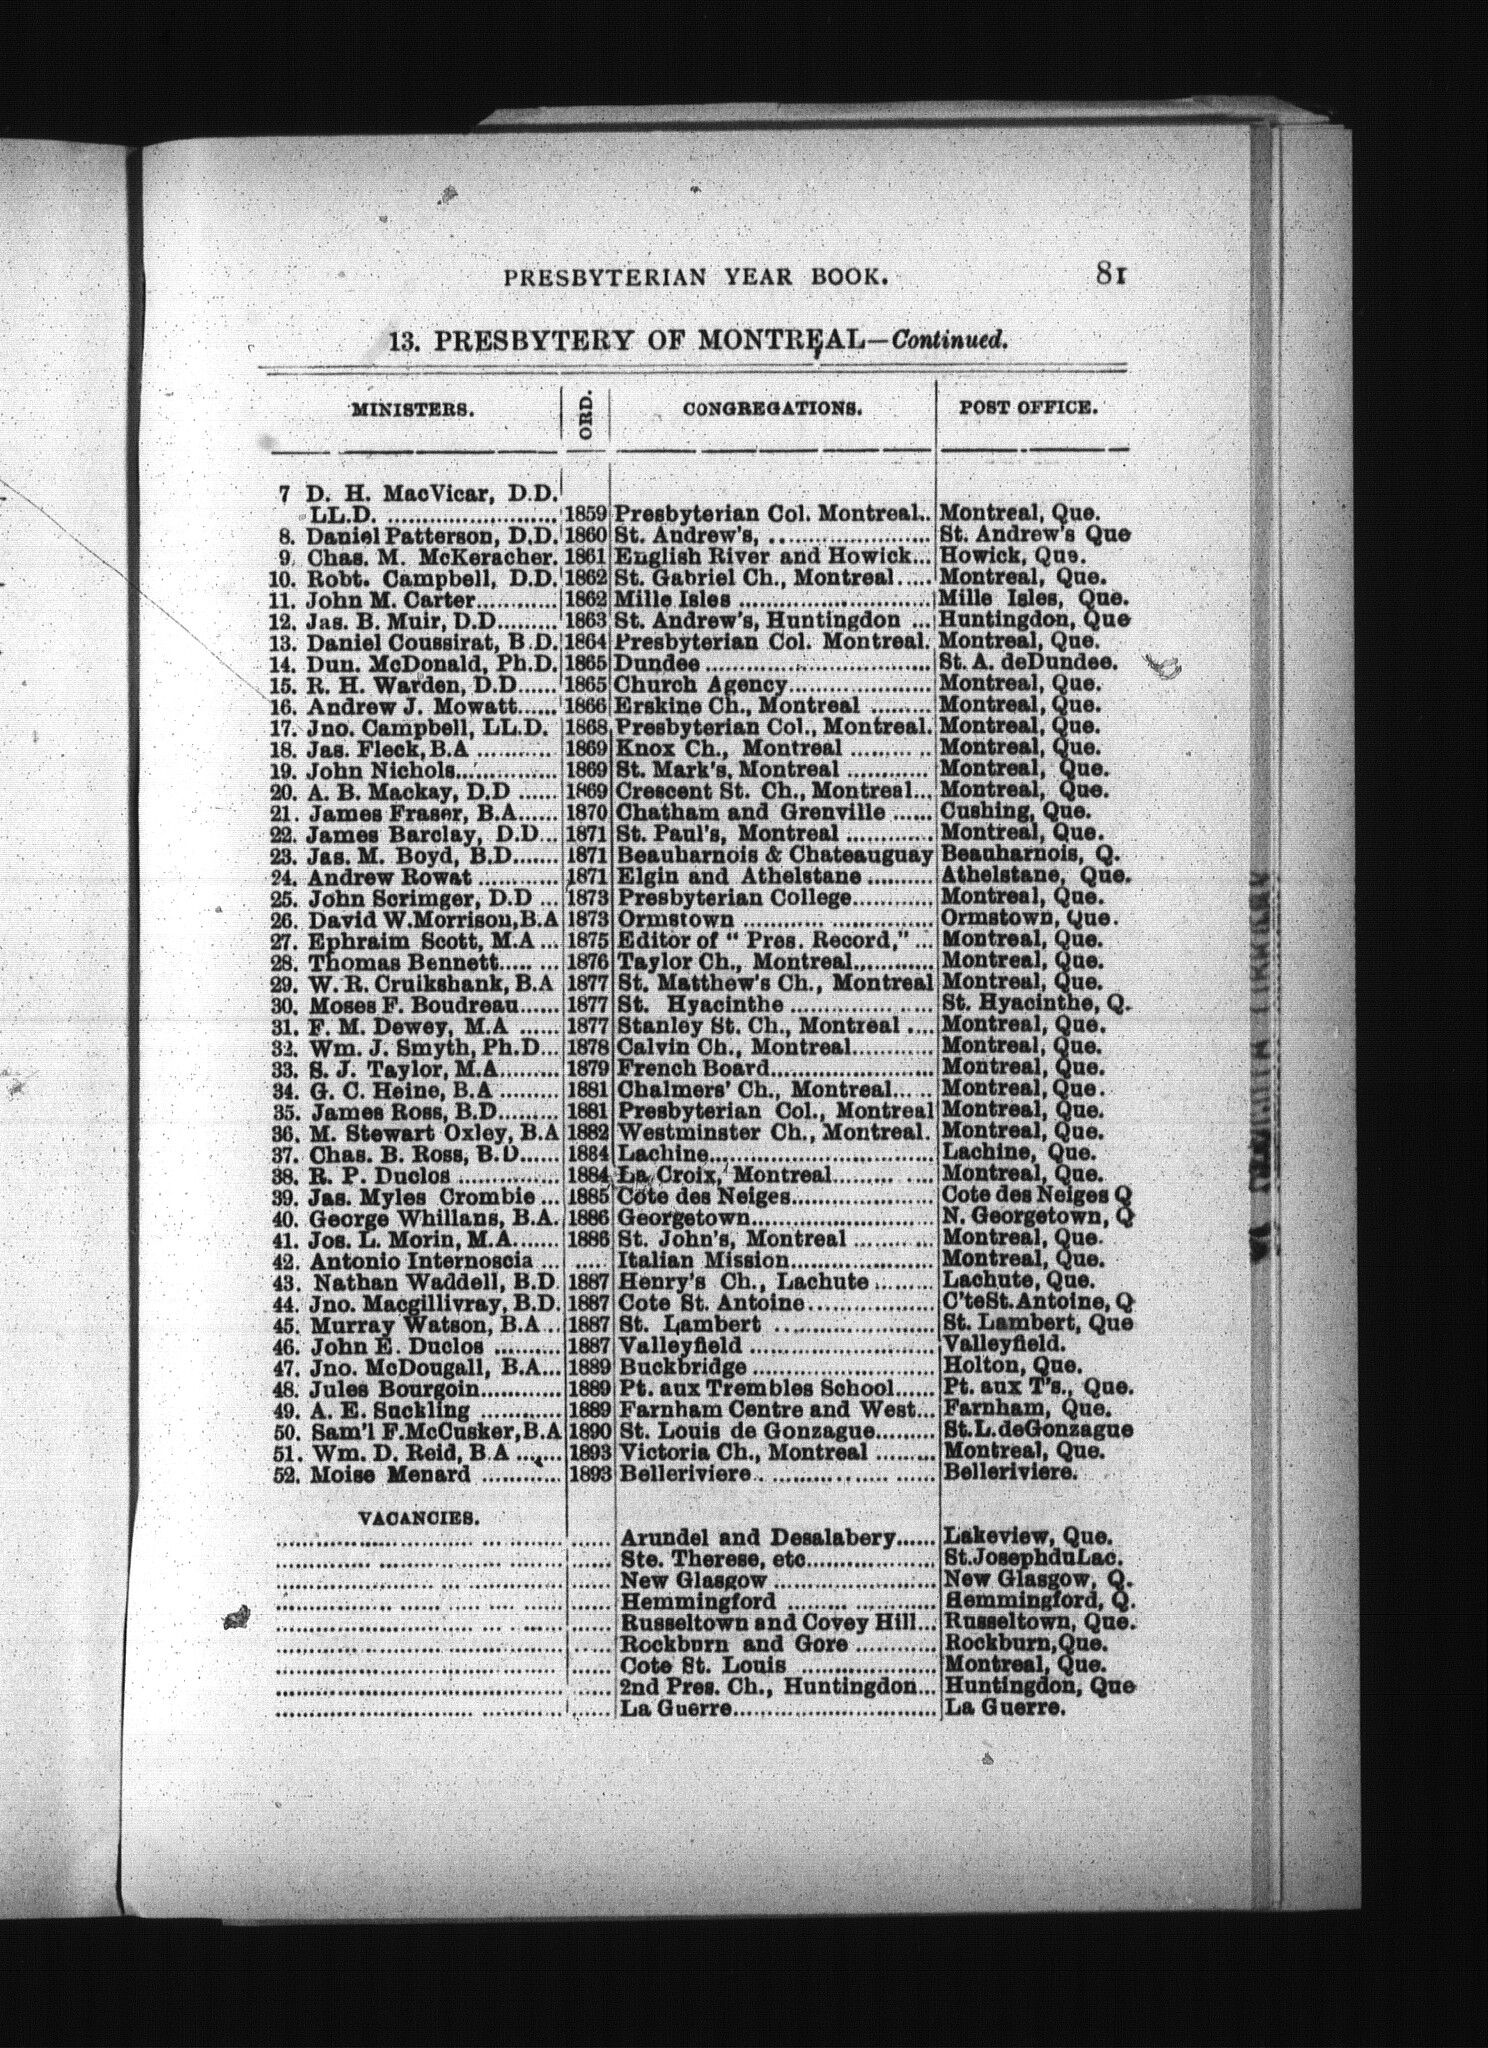 PRESBYTERIAN YEAR BOOK. 81
13. PRESBYTERY OF MONTREAL—Continued.
MINISTERS. ORD. CONGREGATIONS. POST OFFICE.
7 D. H. MacVicar, D.D.
LL.D. ........................ 1859 Presbyterian Col. Montreal.. Montreal, Que.
8. Daniel Patterson, D.D. 1860 St. Andrew's, ...................... St. Andrew's Que
9. Chas. M. McKeracher. 1861 English River and Howick... Howick, Que.
10. Robt. Campbell, D.D. 1862 St. Gabriel Ch., Montreal..... Montreal, Que.
11. John M. Carter............ 1862 Mille Isles ........................... Mille Isles, Que.
12. Jas. B. Muir, D.D......... 1863 St. Andrew's, Huntingdon ... Huntingdon, Que
13. Daniel Coussirat, B.D. 1864 Presbyterian Col. Montreal. Montreal, Que.
14. Dun. McDonald, Ph.D. 1865 Dundee ................................ St. A. deDundee.
15. R. H. Warden, D.D...... 1865 Church Agency.................... Montreal, Que.
16. Andrew J. Mowatt...... 1866 Erskine Ch., Montreal ......... Montreal, Que.
17. Jno. Campbell, LL.D. 1868 Presbyterian Col., Montreal. Montreal, Que.
18. Jas. Fleck, B.A ........... 1869 Knox Ch., Montreal ........... Montreal, Que.
19. John Nichols............... 1869 St. Mark's, Montreal ............ Montreal, Que.
20. A. B. Mackay, D.D ...... 1869 Crescent St. Ch., Montreal... Montreal, Que.
21. James Fraser, B.A...... 1870 Chatham and Grenville ...... Cushing, Que.
22. James Barclay, D.D... 1871 St. Paul's, Montreal ............ Montreal, Que.
23. Jas. M. Boyd, B.D....... 1871 Beauharnois & Chateauguay Beauharnois, Q.
24. Andrew Rowat ........... 1871 Elgin and Athelstane .......... Athelstane, Que.
25. John Scrimger, D.D ... 1873 Presbyterian College............ Montreal, Que.
26. David W.Morrison,B.A 1873 Ormstown ........................... Ormstown, Que.
27. Ephraim Scott, M.A... 1875 Editor of " Pres. Record,"... Montreal, Que.
28. Thomas Bennett......... 1876 Taylor Ch., Montreal............ Montreal, Que.
29. W. R. Cruikshank, B.A 1877 St. Matthew's Ch., Montreal Montreal, Que.
30. Moses F. Boudreau...... 1877 St. Hyacinthe .................... St. Hyacinthe, Q.
31. F. M. Dewey, M.A ...... 1877 Stanley St. Ch., Montreal .... Montreal, Que.
32. Wm. J. Smyth, Ph.D... 1878 Calvin Ch., Montreal............ Montreal, Que.
33. S. J. Taylor, M.A......... 1879 French Board....................... Montreal, Que.
34. G. C. Heine, B.A ......... 1881 Chalmers' Ch., Montreal...... Montreal, Que.
35. James Ross, B.D......... 1881 Presbyterian Col., Montreal Montreal, Que.
36. M. Stewart Oxley, B.A 1882 Westminster Ch., Montreal. Montreal, Que.
37. Chas. B. Ross, B.D...... 1884 Lachine................................ Lachine, Que.
38. R. P. Duclos .............. 1884 La Croix, Montreal.............. Montreal, Que.
39. Jas. Myles Crombie ... 1885 Cote des Neiges.................... Cote des Neiges Q
40. George Whillans, B.A. 1886 Georgetown.......................... N. Georgetown, Q
41. Jos. L. Morin, M.A....... 1886 St. John's, Montreal ............ Montreal, Que.
42. Antonio Internoscia ... ..... Italian Mission.................... Montreal, Que.
43. Nathan Waddell, B.D. 1887 Henry's Ch., Lachute ......... Lachute, Que.
44. Jno. Macgillivray, B.D. 1887 Cote St. Antoine.................. C'teSt.Antoine, Q
45. Murray Watson, B.A... 1887 St. Lambert ........................ St. Lambert, Que
46. John E. Duclos .......... 1887 Valleyfield ........................... Valleyfield.
47. Jno. McDougall, B.A... 1889 Buckbridge .......................... Holton, Que.
48. Jules Bourgoin............ 1889 Pt. aux Trembles School...... Pt. aux T's., Que.
49. A. E. Suckling ............ 1889 Farnham Centre and West... Farnham, Que.
50. Sam'l F.McCusker,B.A 1890 St. Louis de Gonzague......... St.L.deGonzague
51. Wm. D. Reid, B.A ....... 1893 Victoria Ch., Montreal ......... Montreal, Que.
52. Moise Menard ............ 1893 Belleriviere......................... Belleriviere.
VACANCIES.
Arundel and Desalabery...... Lakeview, Que.
Ste. Therese, etc.................. St.JosephduLac.
New Glasgow ....................... New Glasgow, Q.
Hemmingford ..................... Hemmingford, Q.
Russeltown and Covey Hill... Russeltown, Que.
Rockburn and Gore ............ Rockburn,Que.
Cote St. Louis .................... Montreal, Que.
2nd Pres. Ch., Huntingdon... Huntingdon, Que
La Guerre............................. La Guerre.